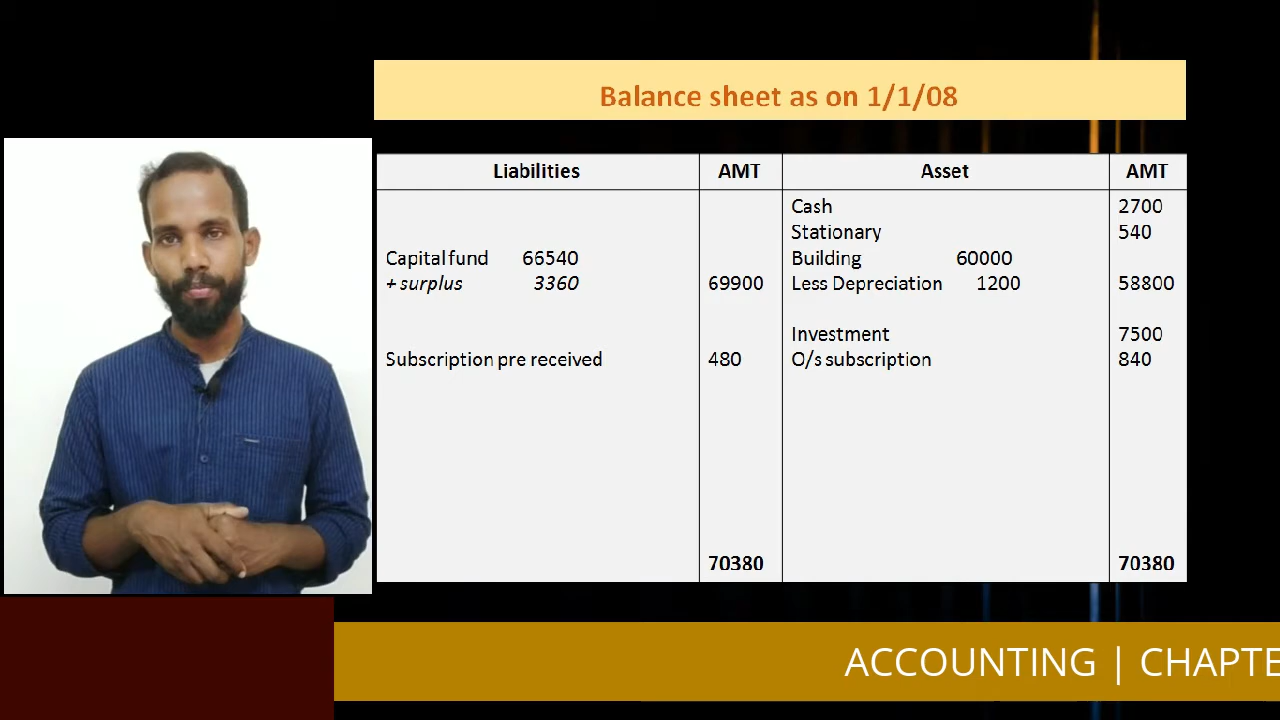 Balance sheet as on 1/1/08
Liabilities AMT Asset AMT
Cash 2700
Stationary 540
Capital fund 66540 Building 60000
+ surplus 3360 69900 Less Depreciation 1200 58800
Investment 7500
Subscription pre received 480 O/s subscription 840
70380 70380
ACCOUNTING | CHAPTE